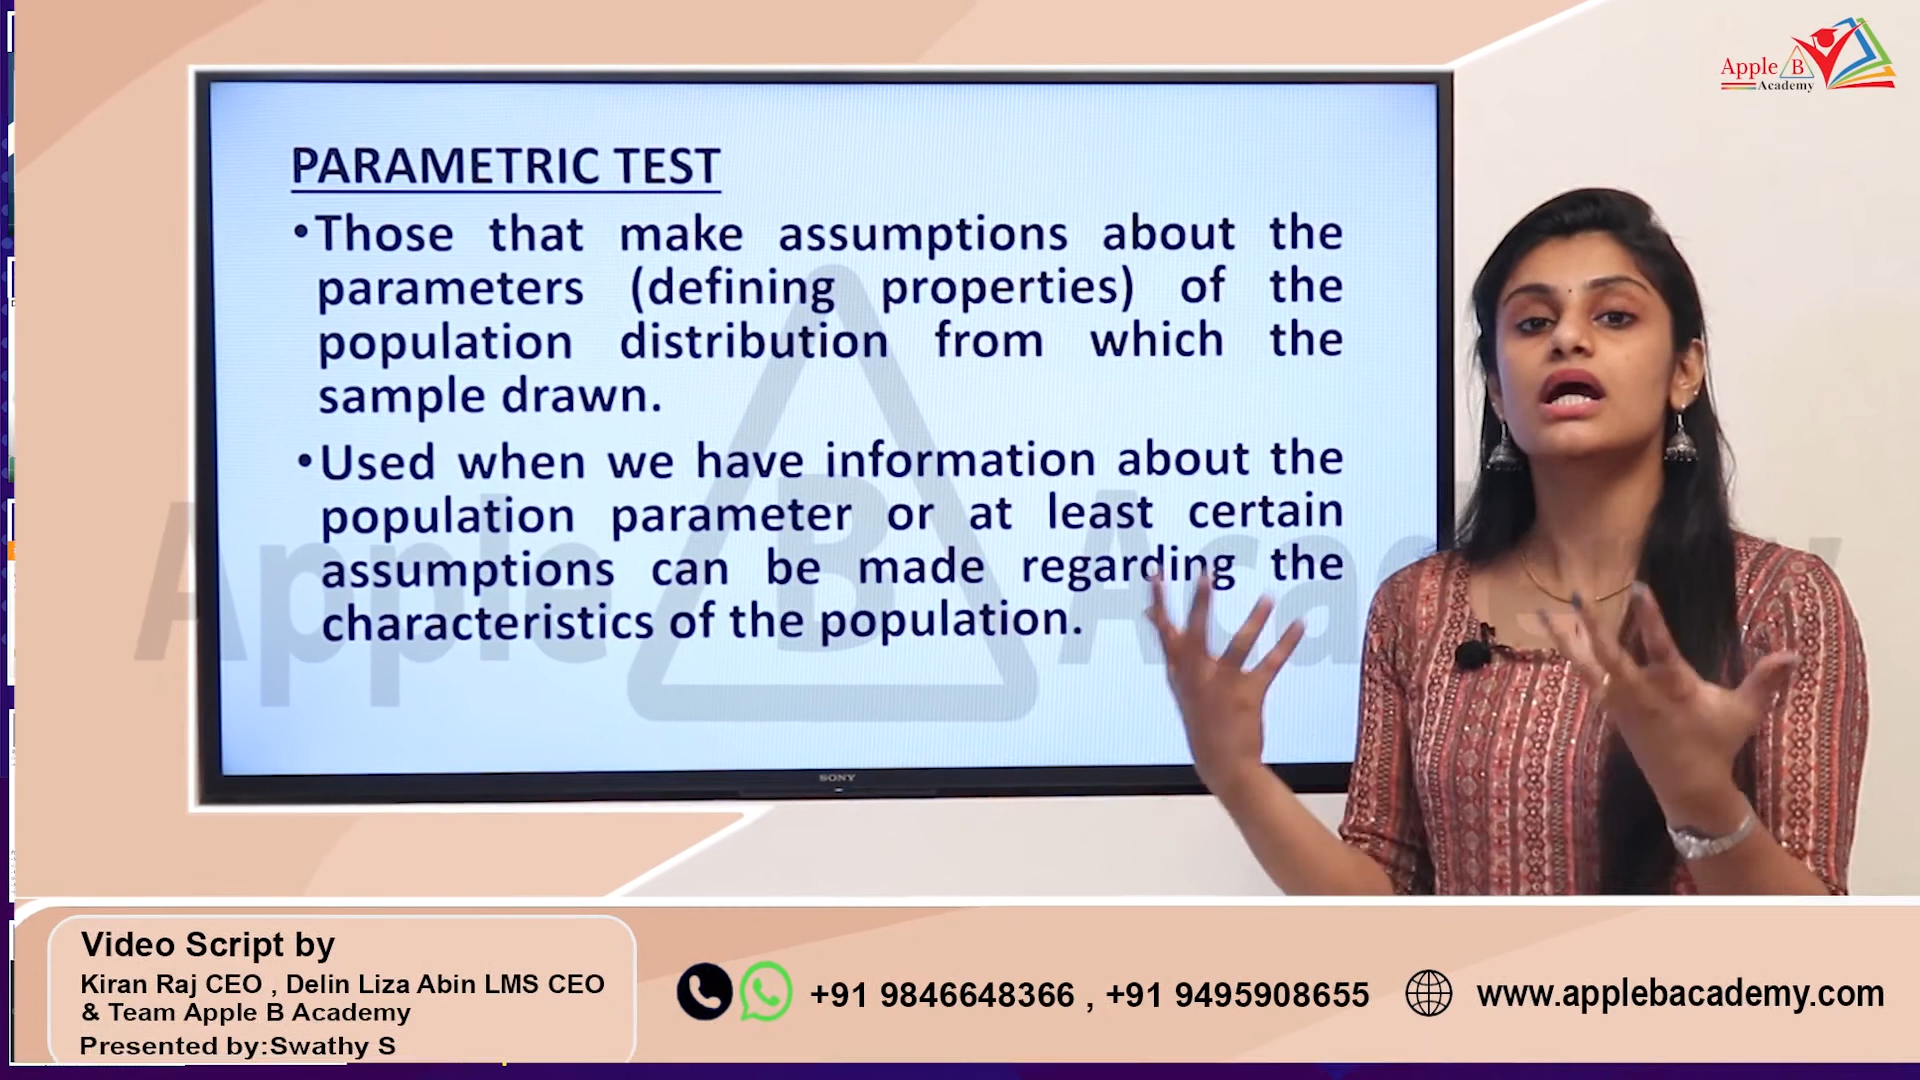 Apple B
Academy
PARAMETRIC TEST
•Those that make assumptions about the
parameters (defining properties) of the
population distribution from which the
sample drawn.
•Used when we have information about the
population parameter or at least certain
assumptions can be made regarding the
characteristics of the population.
Apple B Academy
SONY
Video Script by
Kiran Raj CEO , Delin Liza Abin LMS CEO
& Team Apple B Academy
Presented by:Swathy S
+91 9846648366 , +91 9495908655
www.applebacademy.com